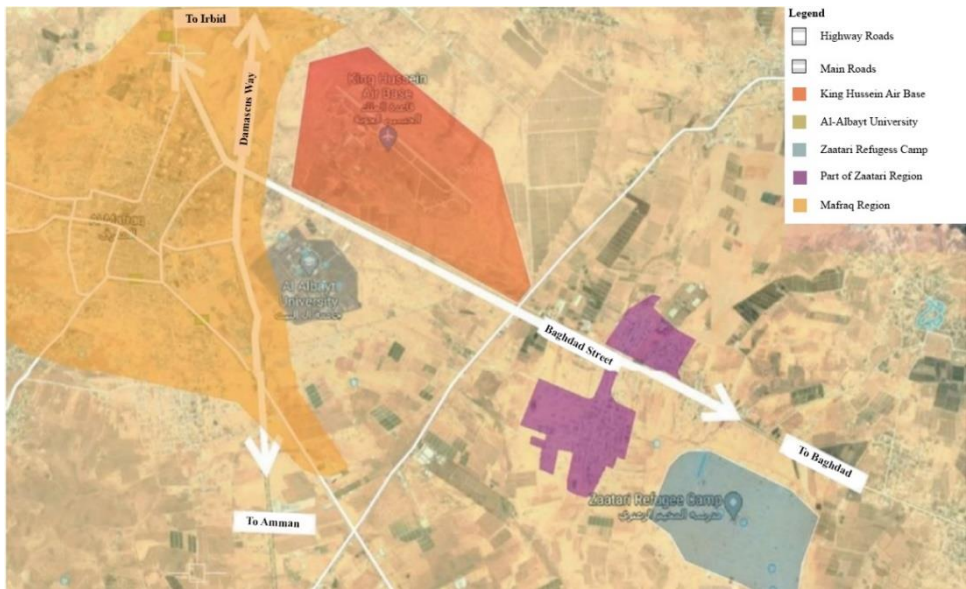 To Irbid
Damascus Way
King Hussein
Air Base
Al Albayt
University
Baghdad Street
To Baghdad
Zaatari Refugee Camp
To Amman
Legend
Highway Roads
Main Roads
King Hussein Air Base
Al-Albayt University
Zaatari Refugess Camp
Part of Zaatari Region
Mafraq Region